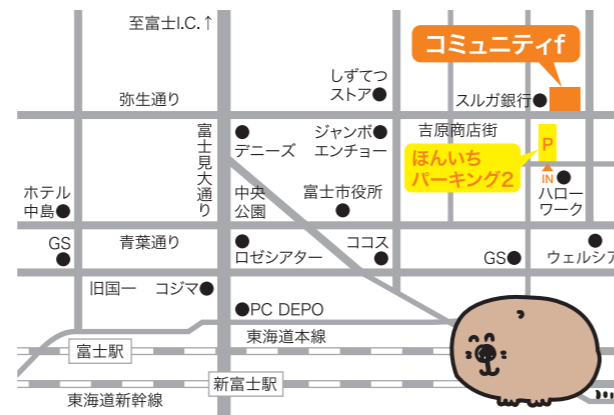 至富士I.C.↑
コミュニティf
しずてつ
ストア
スルガ銀行
弥生通り
吉原商店街
富士見大通り
デニーズ
ジャンボ
エンチョー
P
ほんいち
パーキング2
IN
ハロー
ワーク
ホテル
中島
中央
公園
富士市役所
GS
青葉通り
ロゼシアター
ココス
GS
ウェルシア
旧国一
コジマ
PC DEPO
東海道本線
富士駅
新富士駅
東海道新幹線